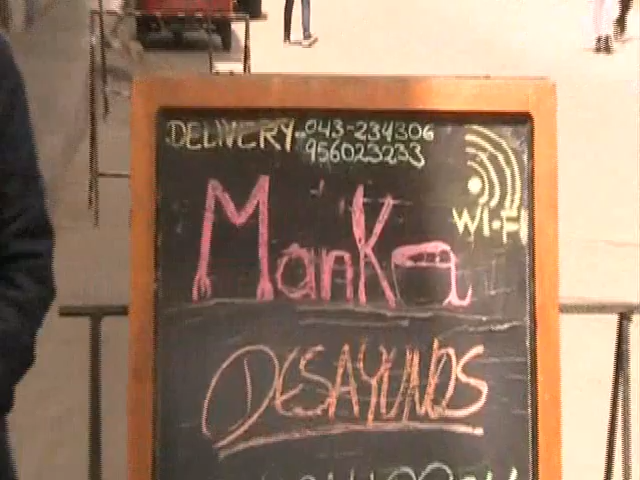 DELIVERY-043-234306
956023233
WI-FI
ManKa
DESAYUNOS